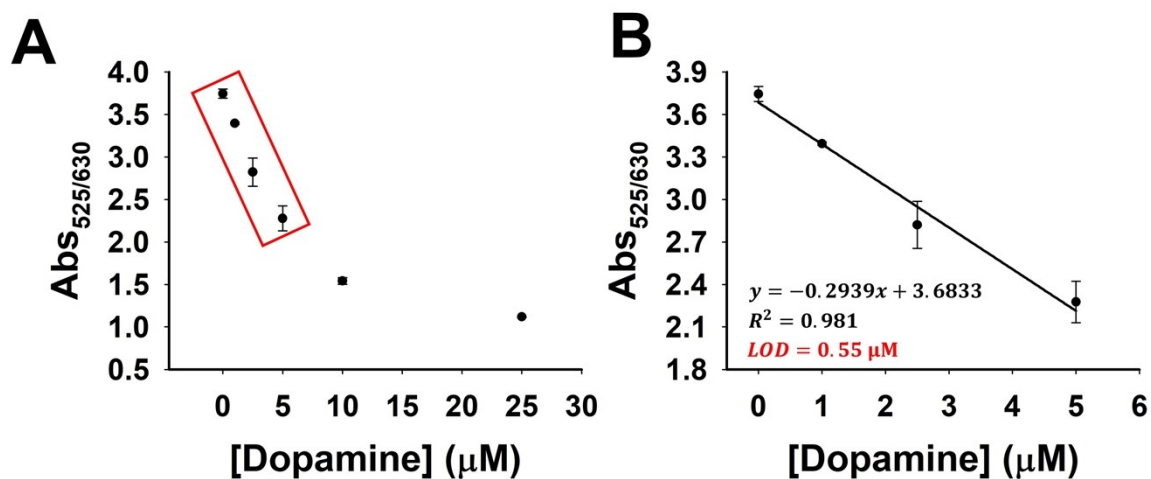 A
B
Abs525/630
4.0
3.5
3.0
2.5
2.0
1.5
1.0
0.5
0 5 10 15 20 25 30
[Dopamine] (μM)
Abs525/630
3.9
3.6
3.3
3.0
2.7
2.4
2.1
1.8
y = −0.2939x + 3.6833
R² = 0.981
LOD = 0.55 μM
0 1 2 3 4 5 6
[Dopamine] (μM)